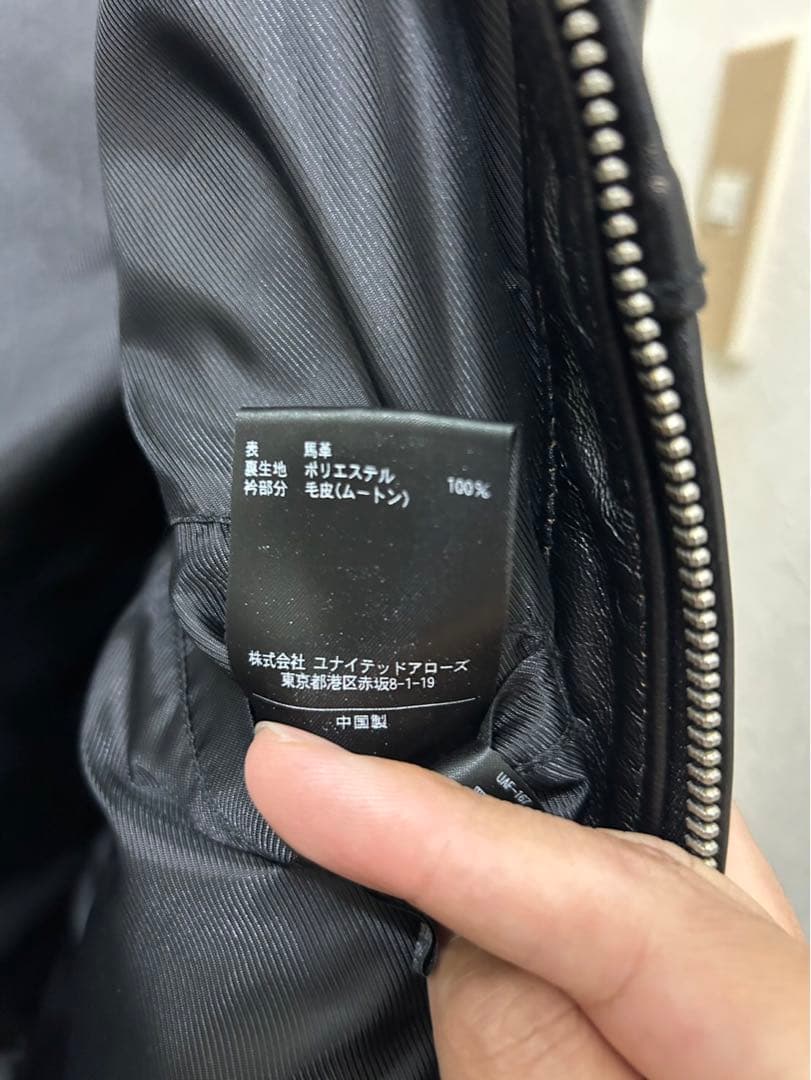 表 馬革
裏生地 ポリエステル 100%
衿部分 毛皮(ムートン)
株式会社 ユナイテッドアローズ
東京都港区赤坂8-1-19
中国製
UAF-167